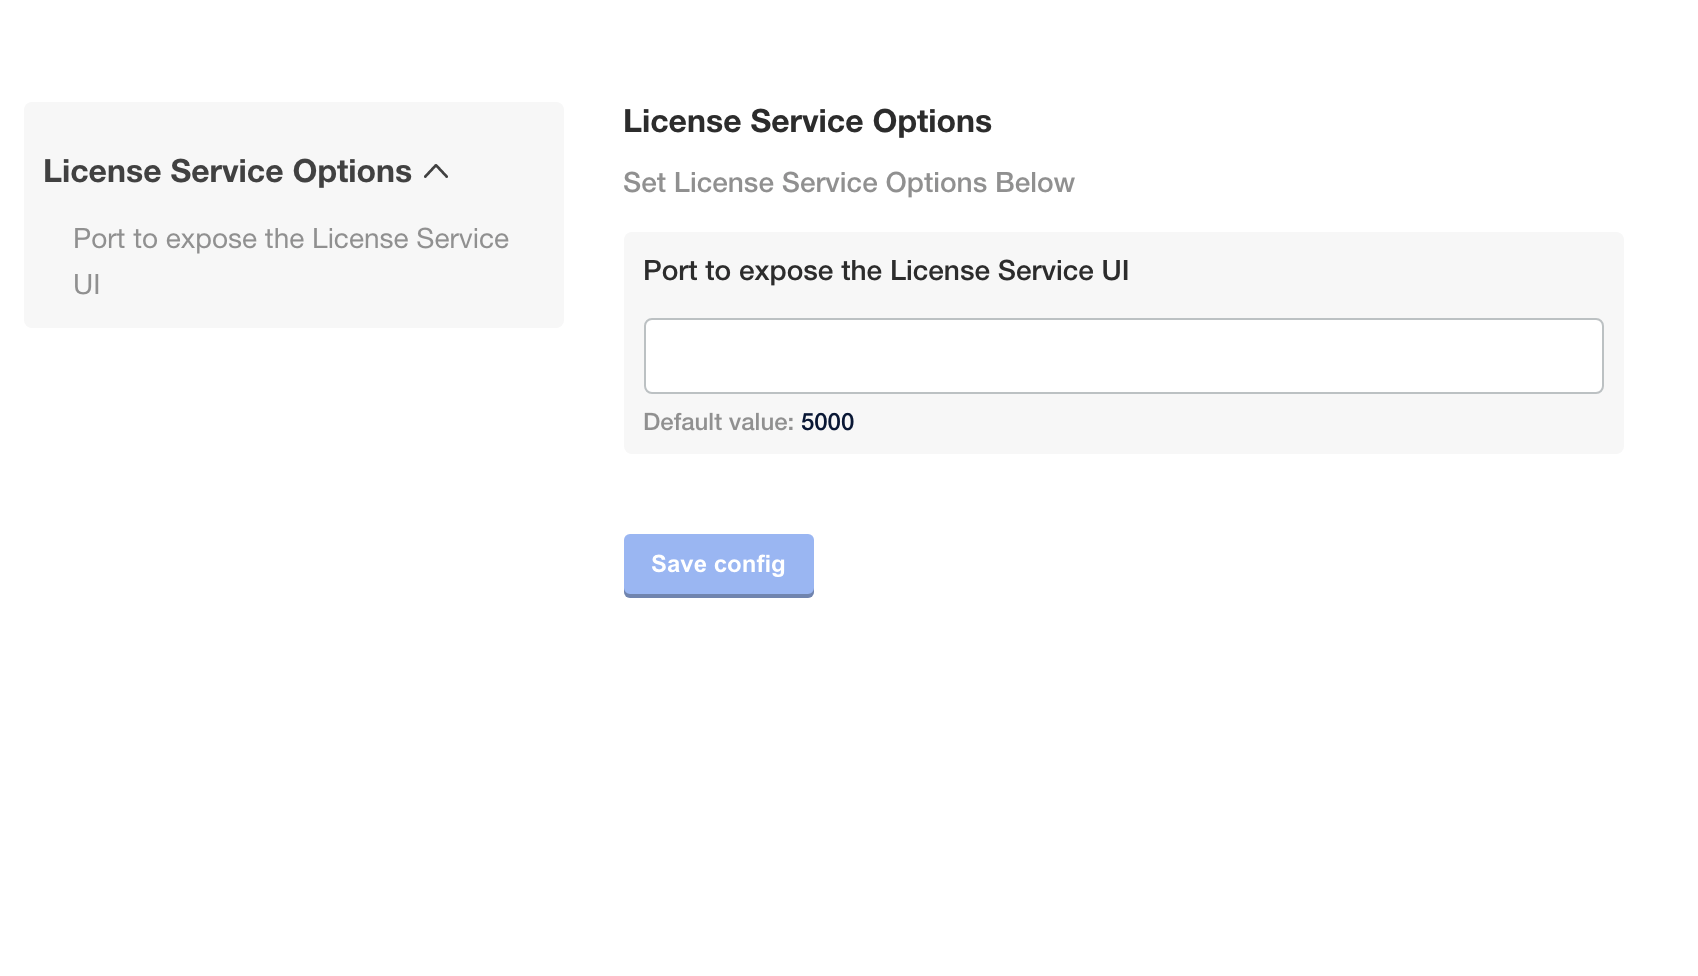 License Service Options
Port to expose the License Service
UI
License Service Options
Set License Service Options Below
Port to expose the License Service UI
Default value: 5000
Save config